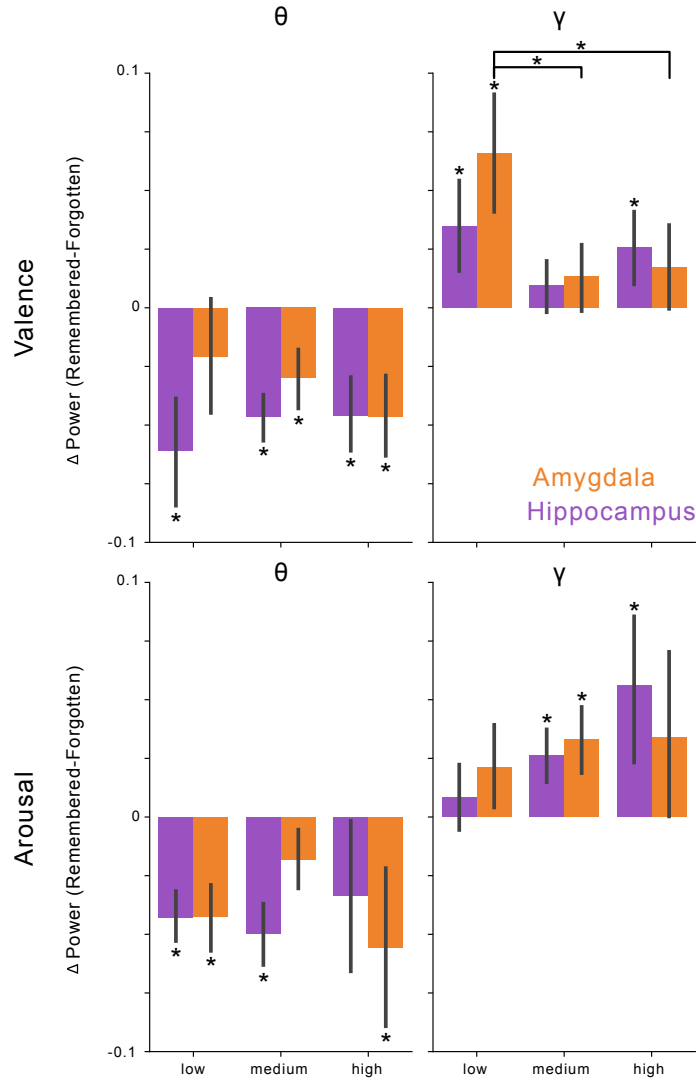 θ
γ
*
*
0.1
*
*
*
0
-0.1
*
*
*
*
*
Valence
Δ Power (Remembered-Forgotten)
Amygdala
Hippocampus
θ
γ
0.1
*
*
*
0
-0.1
*
*
*
*
Arousal
Δ Power (Remembered-Forgotten)
low
medium
high
low
medium
high